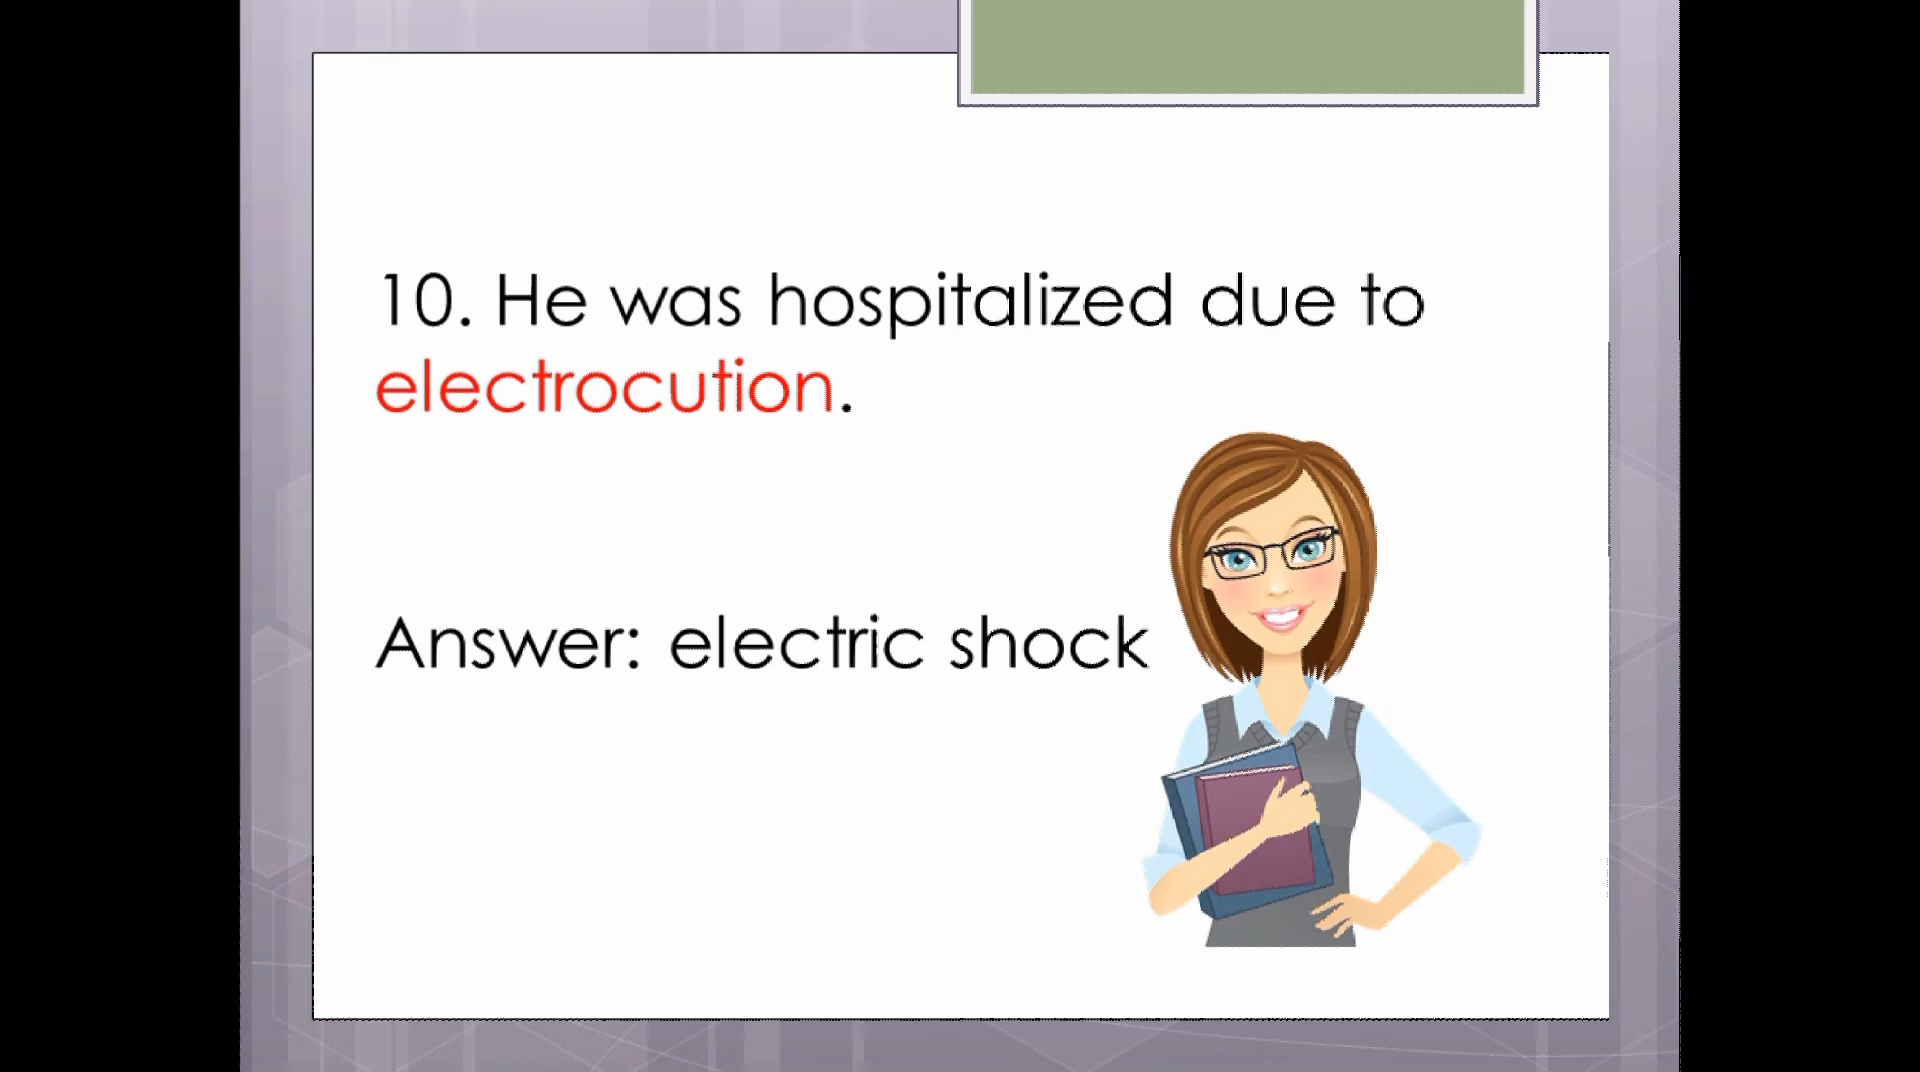 10. He was hospitalized due to
electrocution.
Answer: electric shock